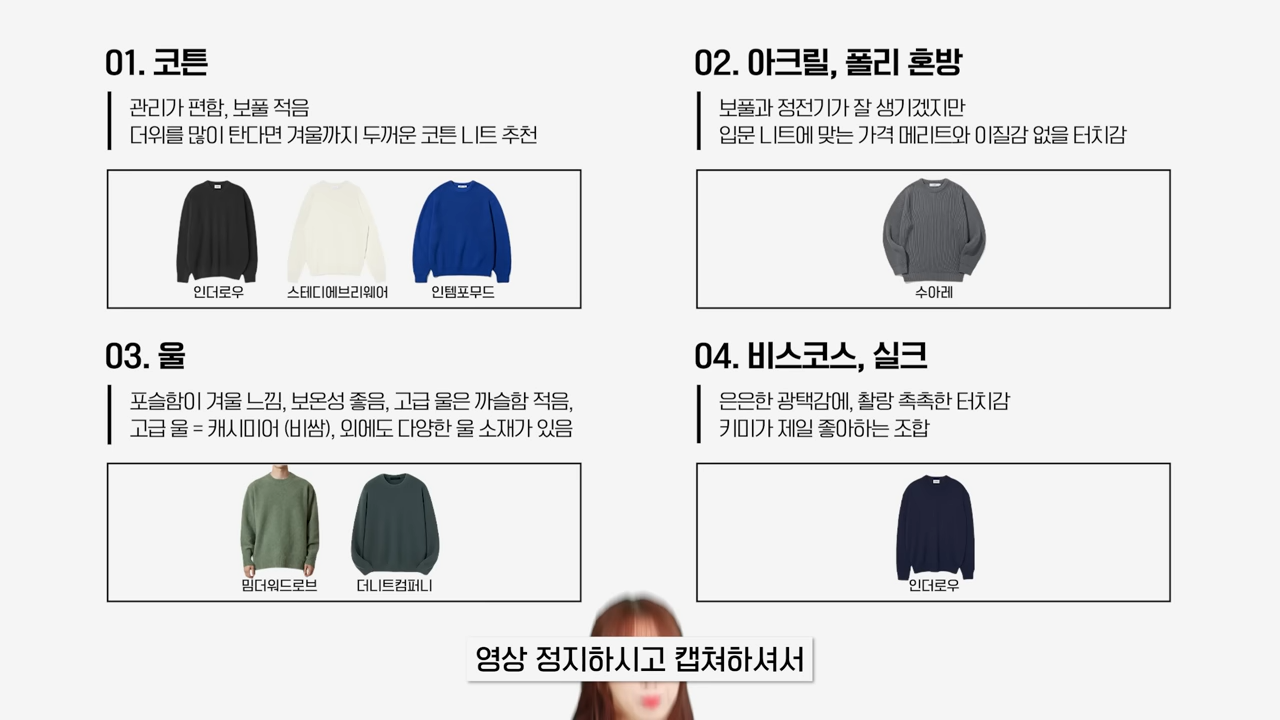 01. 코튼
관리가 편함, 보풀 적음
더위를 많이 탄다면 겨울까지 두꺼운 코튼 니트 추천
인더로우
스테디에브리웨어
인템포무드
02. 아크릴, 폴리 혼방
보풀과 정전기가 잘 생기겠지만
입문 니트에 맞는 가격 메리트와 이질감 없을 터치감
수아레
03. 울
포슬함이 겨울 느낌, 보온성 좋음, 고급 울은 까슬함 적음,
고급 울 = 캐시미어 (비쌈), 외에도 다양한 울 소재가 있음
밈더워드로브
더니트컴퍼니
04. 비스코스, 실크
은은한 광택감에, 촬랑 촉촉한 터치감
키미가 제일 좋아하는 조합
인더로우
영상 정지하시고 캡쳐하셔서